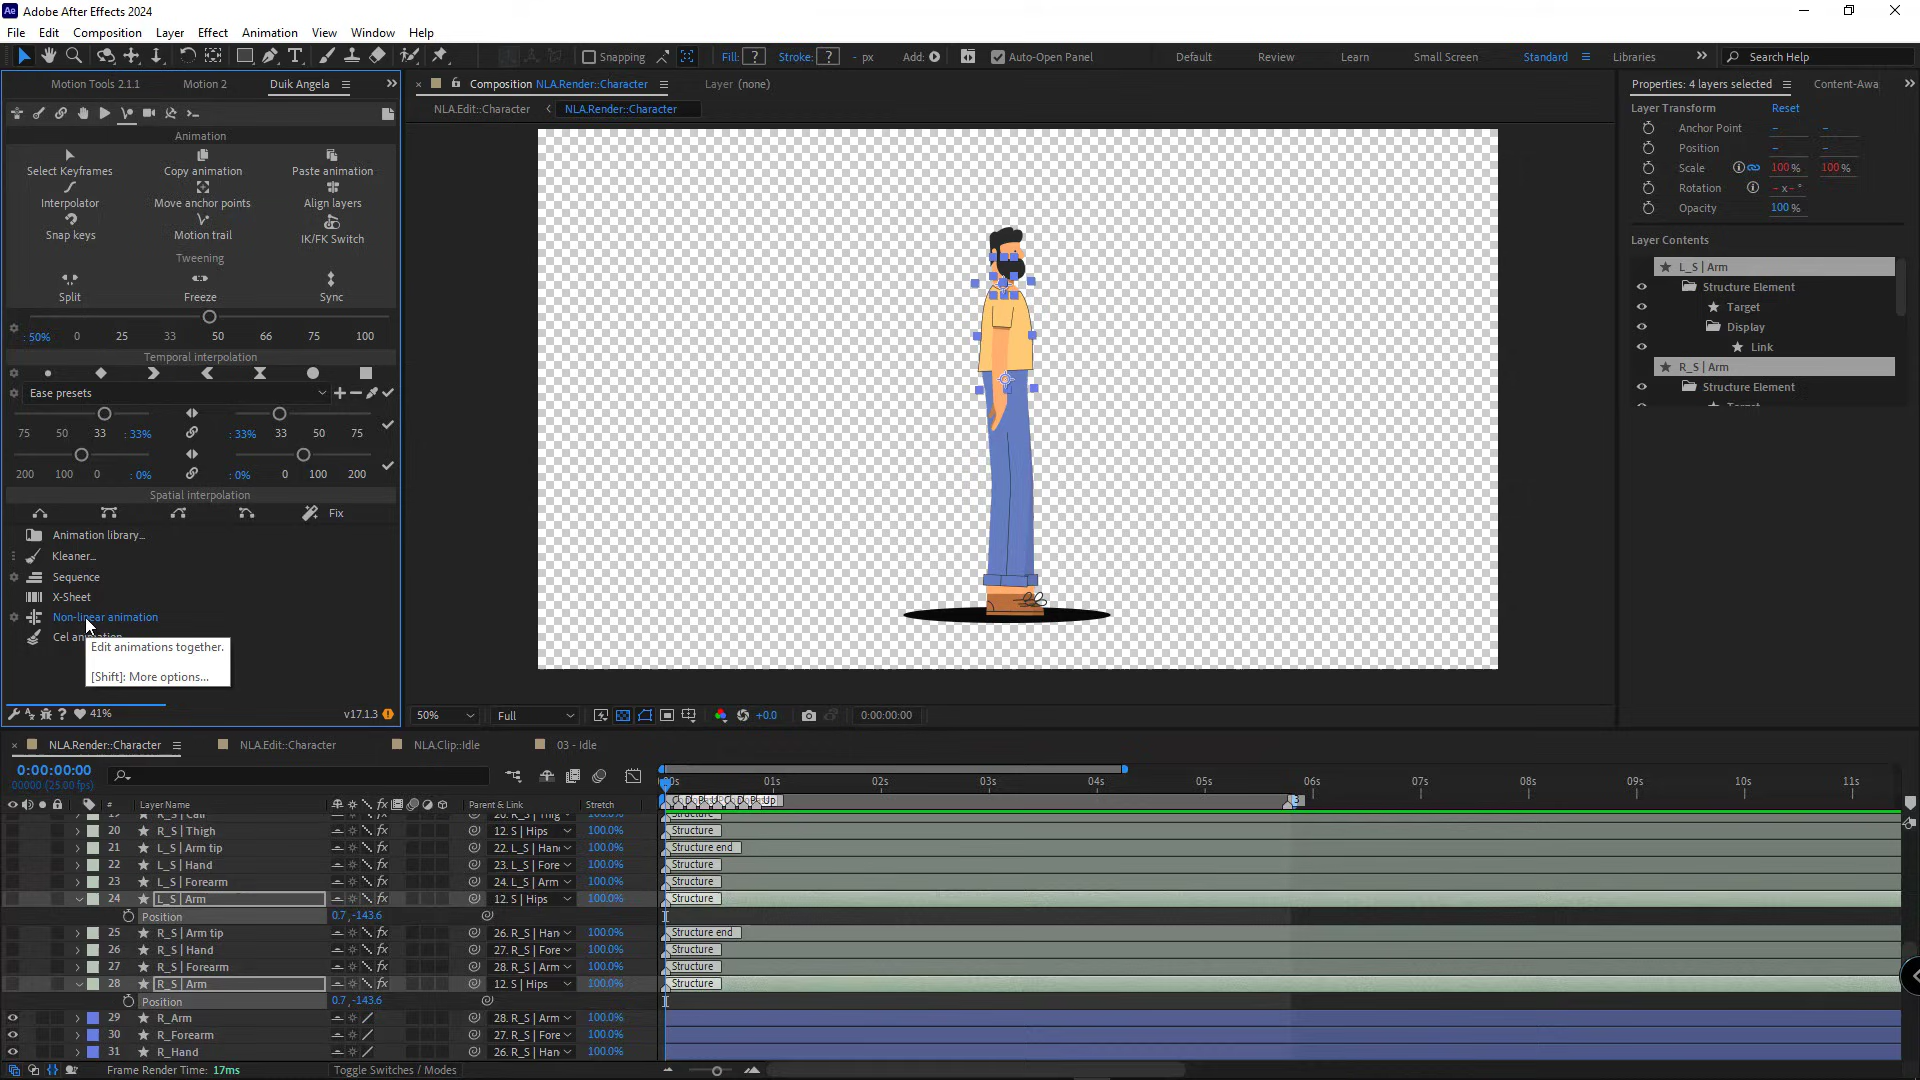 Adobe After Effects 2024
File Edit Composition Layer Effect Animation View Window Help
Snapping Fill: ? Stroke: ? - px Add: Auto-Open Panel Default Review Learn Small Screen Standard Libraries Search Help
Motion Tools 2.1.1 Motion 2 Duik Angela
Composition NLA.Render::Character Layer (none)
NLA.Edit::Character NLA.Render::Character
Animation
Select Keyframes Copy animation Paste animation
Interpolator Move anchor points Align layers
Snap keys Motion trail IK/FK Switch
Tweening
Split Freeze Sync
: 50% 0 25 33 50 66 75 100
Temporal interpolation
Ease presets
75 50 33 : 33% : 33% 33 50 75
200 100 0 : 0% : 0% 0 100 200
Spatial interpolation
Fix
Animation library...
Kleaner...
Sequence
X-Sheet
Non-linear animation
Edit animations together.
[Shift]: More options...
41% v17.1.3
50% Full +0.0 0:00:00:00
Properties: 4 layers selected Content-Awa
Layer Transform Reset
Anchor Point - -
Position - -
Scale 100 % 100 %
Rotation - x - °
Opacity 100 %
Layer Contents
L_S | Arm
Structure Element
Target
Display
Link
R_S | Arm
Structure Element
NLA.Render::Character NLA.Edit::Character NLA.Clip::Idle 03 - Idle
0:00:00:00
00000 (25.00 fps)
01s 02s 03s 04s 05s 06s 07s 08s 09s 10s 11s
# Layer Name Parent & Link Stretch
Up 3
20 R_S | Thigh 12. S | Hips 100.0% Structure
21 L_S | Arm tip 22. L_S | Han 100.0% Structure end
22 L_S | Hand 23. L_S | Fore 100.0% Structure
23 L_S | Forearm 24. L_S | Arm 100.0% Structure
24 L_S | Arm 12. S | Hips 100.0% Structure
Position 0.7, -143.6
25 R_S | Arm tip 26. R_S | Han 100.0% Structure end
26 R_S | Hand 27. R_S | Fore 100.0% Structure
27 R_S | Forearm 28. R_S | Arm 100.0% Structure
28 R_S | Arm 12. S | Hips 100.0% Structure
Position 0.7, -143.6
29 R_Arm 28. R_S | Arm 100.0%
30 R_Forearm 27. R_S | Fore 100.0%
31 R_Hand 26. R_S | Han 100.0%
Frame Render Time: 17ms Toggle Switches / Modes